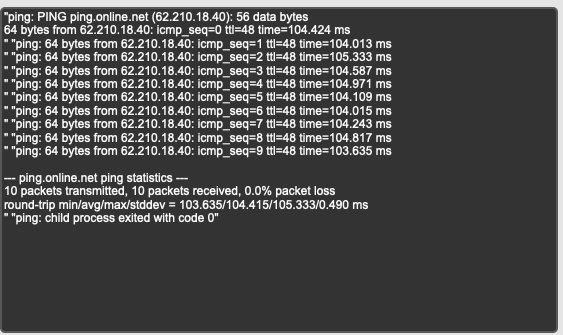 "ping: PING ping.online.net (62.210.18.40): 56 data bytes
64 bytes from 62.210.18.40: icmp_seq=0 ttl=48 time=104.424 ms
" "ping: 64 bytes from 62.210.18.40: icmp_seq=1 ttl=48 time=104.013 ms
" "ping: 64 bytes from 62.210.18.40: icmp_seq=2 ttl=48 time=105.333 ms
" "ping: 64 bytes from 62.210.18.40: icmp_seq=3 ttl=48 time=104.587 ms
" "ping: 64 bytes from 62.210.18.40: icmp_seq=4 ttl=48 time=104.971 ms
" "ping: 64 bytes from 62.210.18.40: icmp_seq=5 ttl=48 time=104.109 ms
" "ping: 64 bytes from 62.210.18.40: icmp_seq=6 ttl=48 time=104.015 ms
" "ping: 64 bytes from 62.210.18.40: icmp_seq=7 ttl=48 time=104.243 ms
" "ping: 64 bytes from 62.210.18.40: icmp_seq=8 ttl=48 time=104.817 ms
" "ping: 64 bytes from 62.210.18.40: icmp_seq=9 ttl=48 time=103.635 ms

--- ping.online.net ping statistics ---
10 packets transmitted, 10 packets received, 0.0% packet loss
round-trip min/avg/max/stddev = 103.635/104.415/105.333/0.490 ms
" "ping: child process exited with code 0"